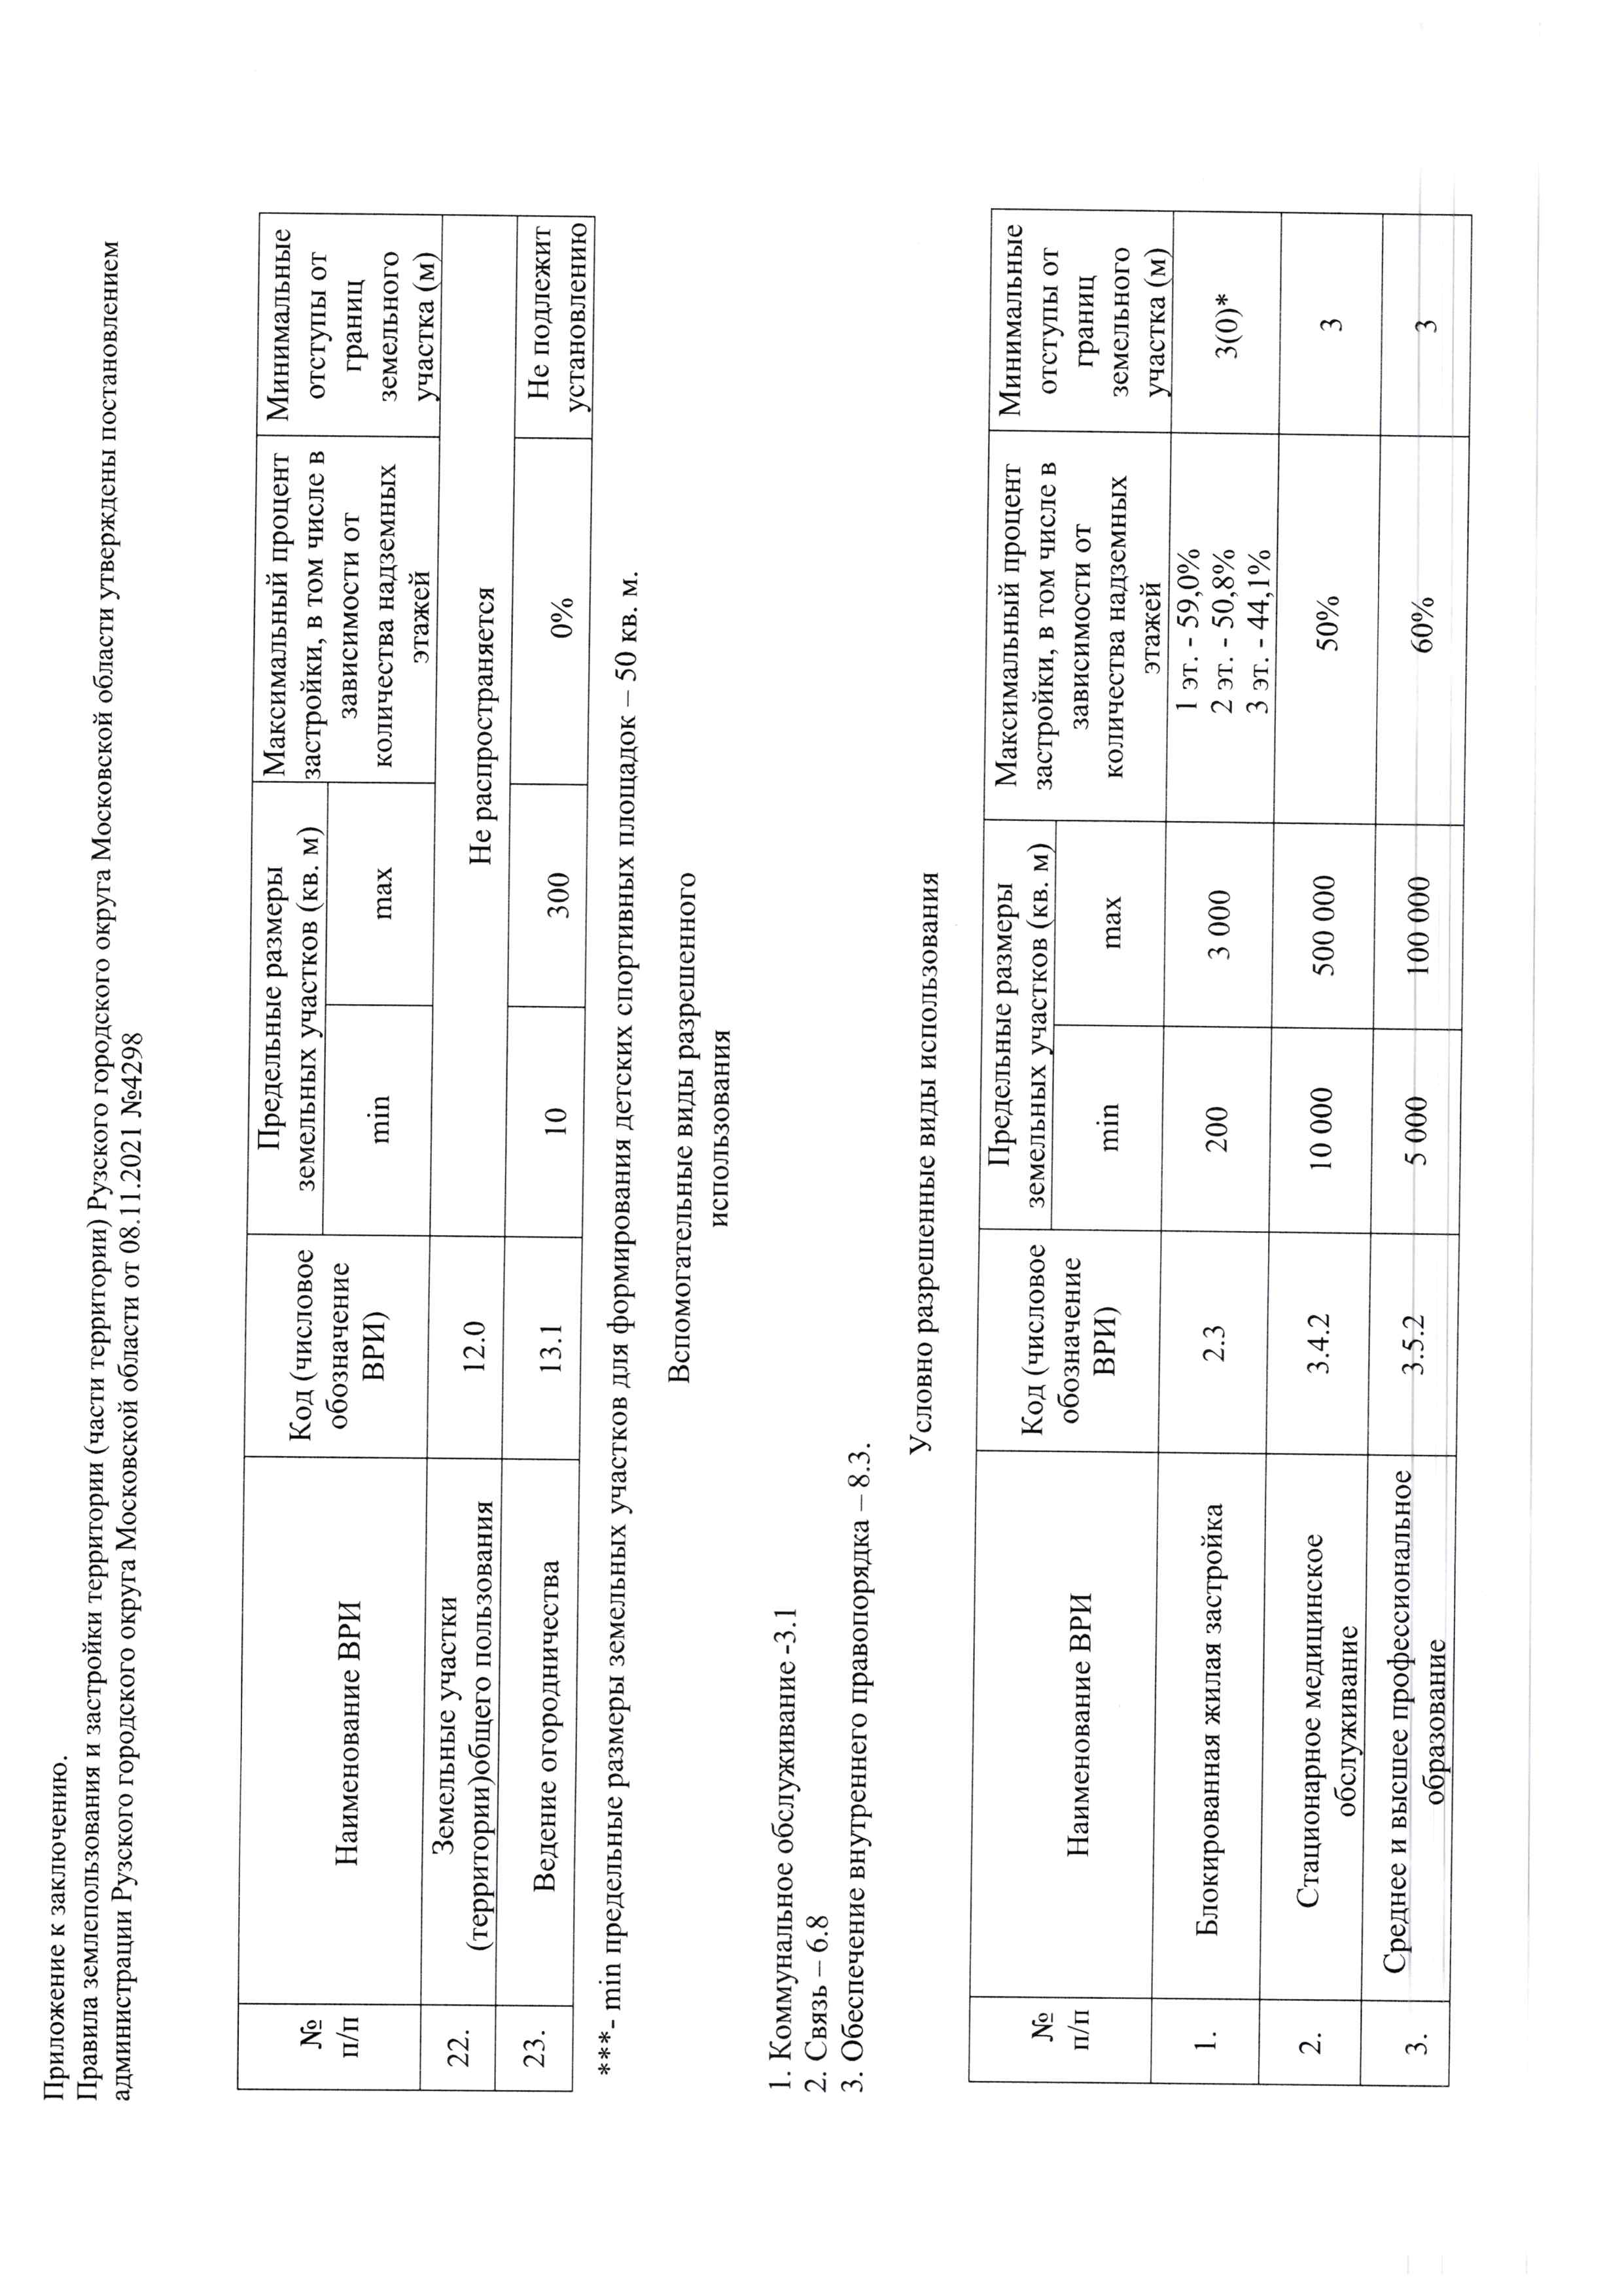 Приложение к заключению.
Правила землепользования и застройки территории (части территории) Рузского городского округа Московской области утверждены постановлением
администрации Рузского городского округа Московской области от 08.11.2021 №4298
№
п/п
Наименование ВРИ
Код (числовое
обозначение
ВРИ)
Предельные размеры
земельных участков (кв. м)
min
max
Максимальный процент
застройки, в том числе в
зависимости от
количества надземных
этажей
Минимальные
отступы от
границ
земельного
участка (м)
22.
Земельные участки
(территории)общего пользования
12.0
Не распространяется
23.
Ведение огородничества
13.1
10
300
0%
Не подлежит
установлению
***- min предельные размеры земельных участков для формирования детских спортивных площадок – 50 кв. м.
Вспомогательные виды разрешенного
использования
1. Коммунальное обслуживание -3.1
2. Связь – 6.8
3. Обеспечение внутреннего правопорядка – 8.3.
Условно разрешенные виды использования
№
п/п
Наименование ВРИ
Код (числовое
обозначение
ВРИ)
Предельные размеры
земельных участков (кв. м)
min
max
Максимальный процент
застройки, в том числе в
зависимости от
количества надземных
этажей
Минимальные
отступы от
границ
земельного
участка (м)
1.
Блокированная жилая застройка
2.3
200
3 000
1 эт. - 59,0%
2 эт. - 50,8%
3 эт. - 44,1%
3(0)*
2.
Стационарное медицинское
обслуживание
3.4.2
10 000
500 000
50%
3
3.
Среднее и высшее профессиональное
образование
3.5.2
5 000
100 000
60%
3